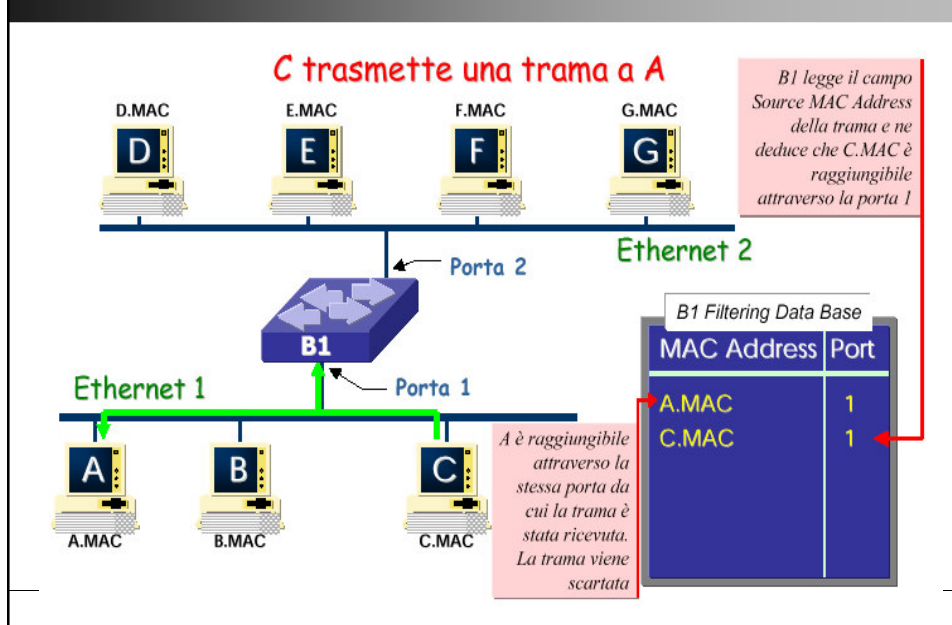 C trasmette una trama a A
B1 legge il campo
Source MAC Address
della trama e ne
deduce che C.MAC è
raggiungibile
attraverso la porta 1
D.MAC
E.MAC
F.MAC
G.MAC
D
E
F
G
Ethernet 2
Porta 2
B1
Porta 1
Ethernet 1
A
B
C
A.MAC
B.MAC
C.MAC
A è raggiungibile
attraverso la
stessa porta da
cui la trama è
stata ricevuta.
La trama viene
scartata
B1 Filtering Data Base
MAC Address Port
A.MAC 1
C.MAC 1